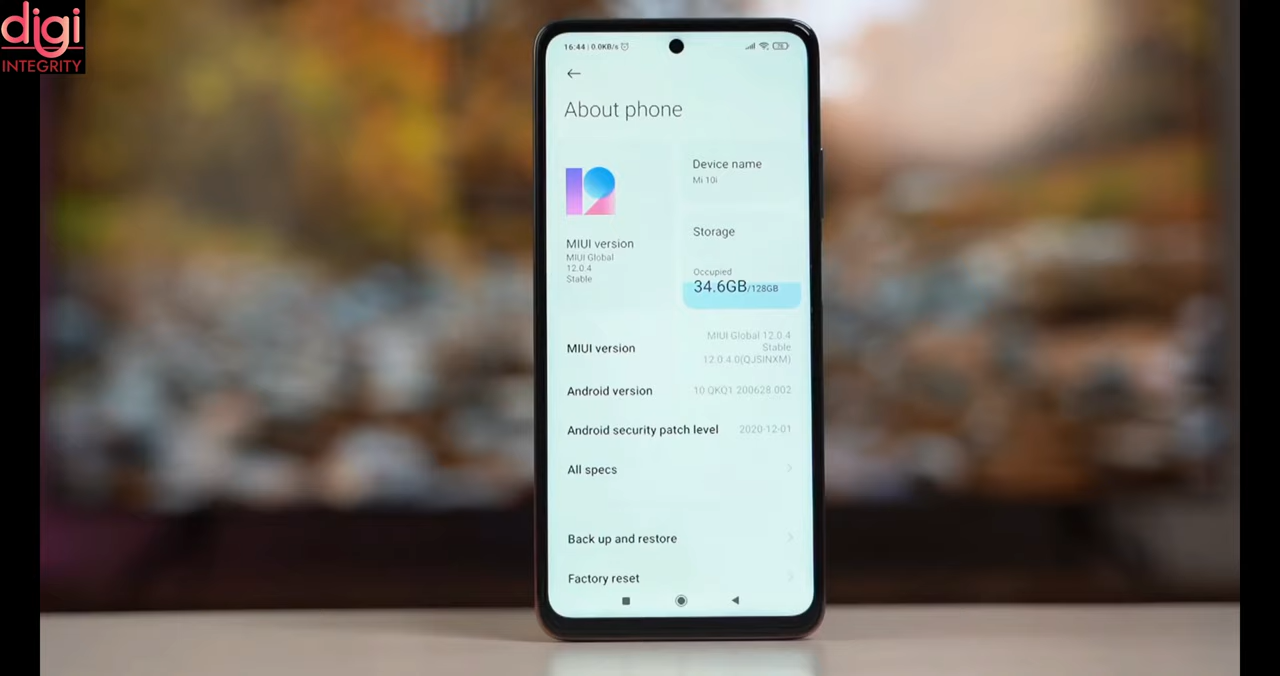 digi
INTEGRITY
16:44 | 0.0KB/s
About phone
Device name
Mi 10i
Storage
Occupied
34.6GB/128GB
MIUI version
MIUI Global
12.0.4
Stable
MIUI version
MIUI Global 12.0.4
Stable
12.0.4.0(QJSINXM)
Android version
10 QKQ1.200628.002
Android security patch level
2020-12-01
All specs
Back up and restore
Factory reset